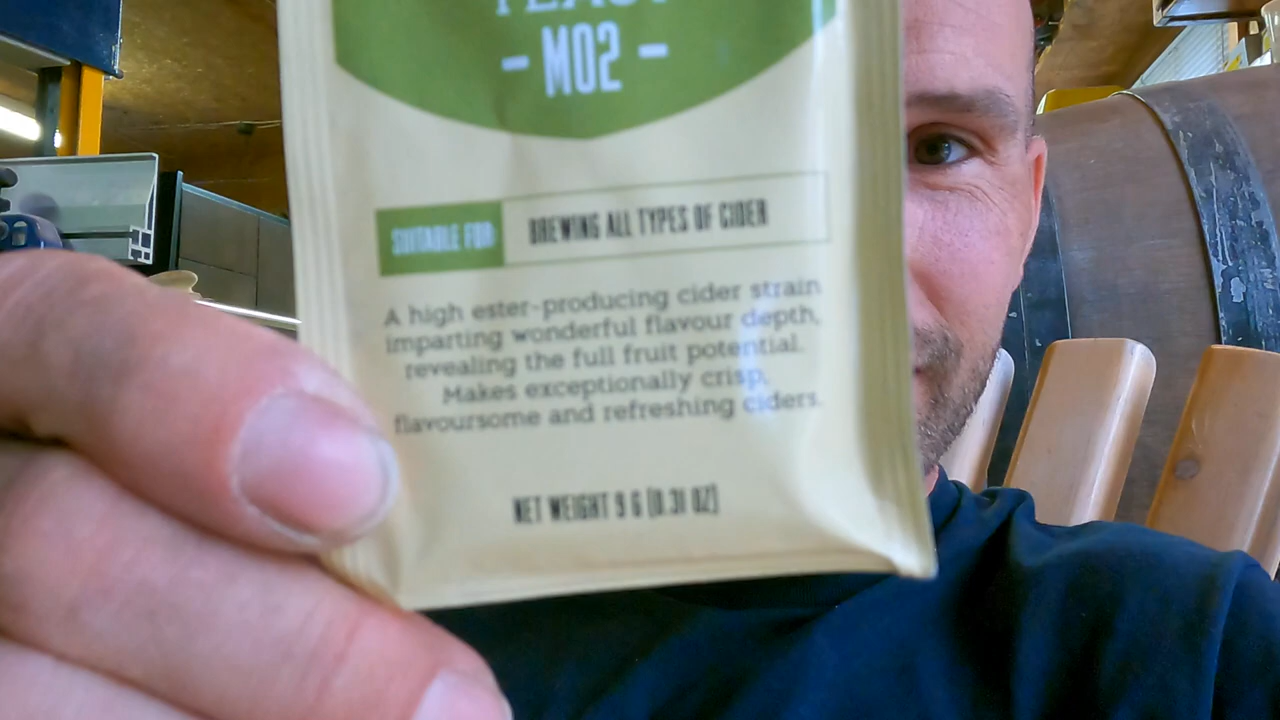 YEAST
- M02 -
SUITABLE FOR: BREWING ALL TYPES OF CIDER
A high ester-producing cider strain
imparting wonderful flavour depth,
revealing the full fruit potential.
Makes exceptionally crisp,
flavoursome and refreshing ciders.
NET WEIGHT 9 G (0.31 OZ)